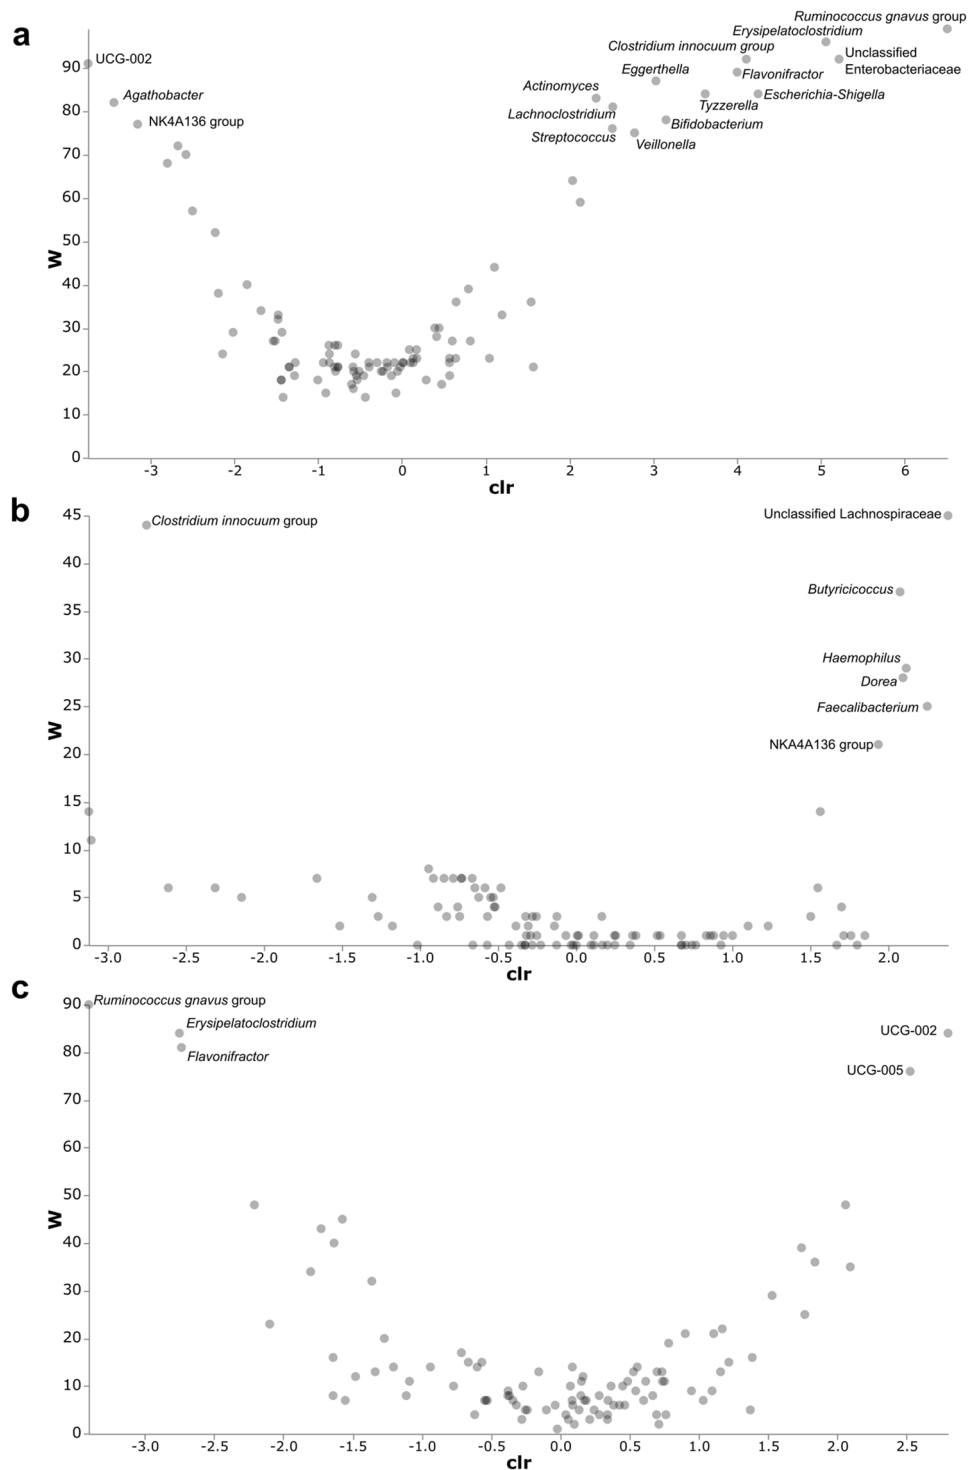 a
Ruminococcus gnavus group
Erysipelatoclostridium
Clostridium innocuum group
Unclassified
Enterobacteriaceae
UCG-002
Eggerthella
Flavonifractor
Agathobacter
Actinomyces
Tyzzerella
Escherichia-Shigella
NK4A136 group
Lachnoclostridium
Bifidobacterium
Streptococcus
Veillonella
90
80
70
60
50
40
30
20
10
0
W
-3 -2 -1 0 1 2 3 4 5 6
clr
b
Clostridium innocuum group
Unclassified Lachnospiraceae
Butyricicoccus
Haemophilus
Dorea
Faecalibacterium
NKA4A136 group
45
40
35
30
25
20
15
10
5
0
W
-3.0 -2.5 -2.0 -1.5 -1.0 -0.5 0.0 0.5 1.0 1.5 2.0
clr
c
Ruminococcus gnavus group
Erysipelatoclostridium
Flavonifractor
UCG-002
UCG-005
90
80
70
60
50
40
30
20
10
0
W
-3.0 -2.5 -2.0 -1.5 -1.0 -0.5 0.0 0.5 1.0 1.5 2.0 2.5
clr